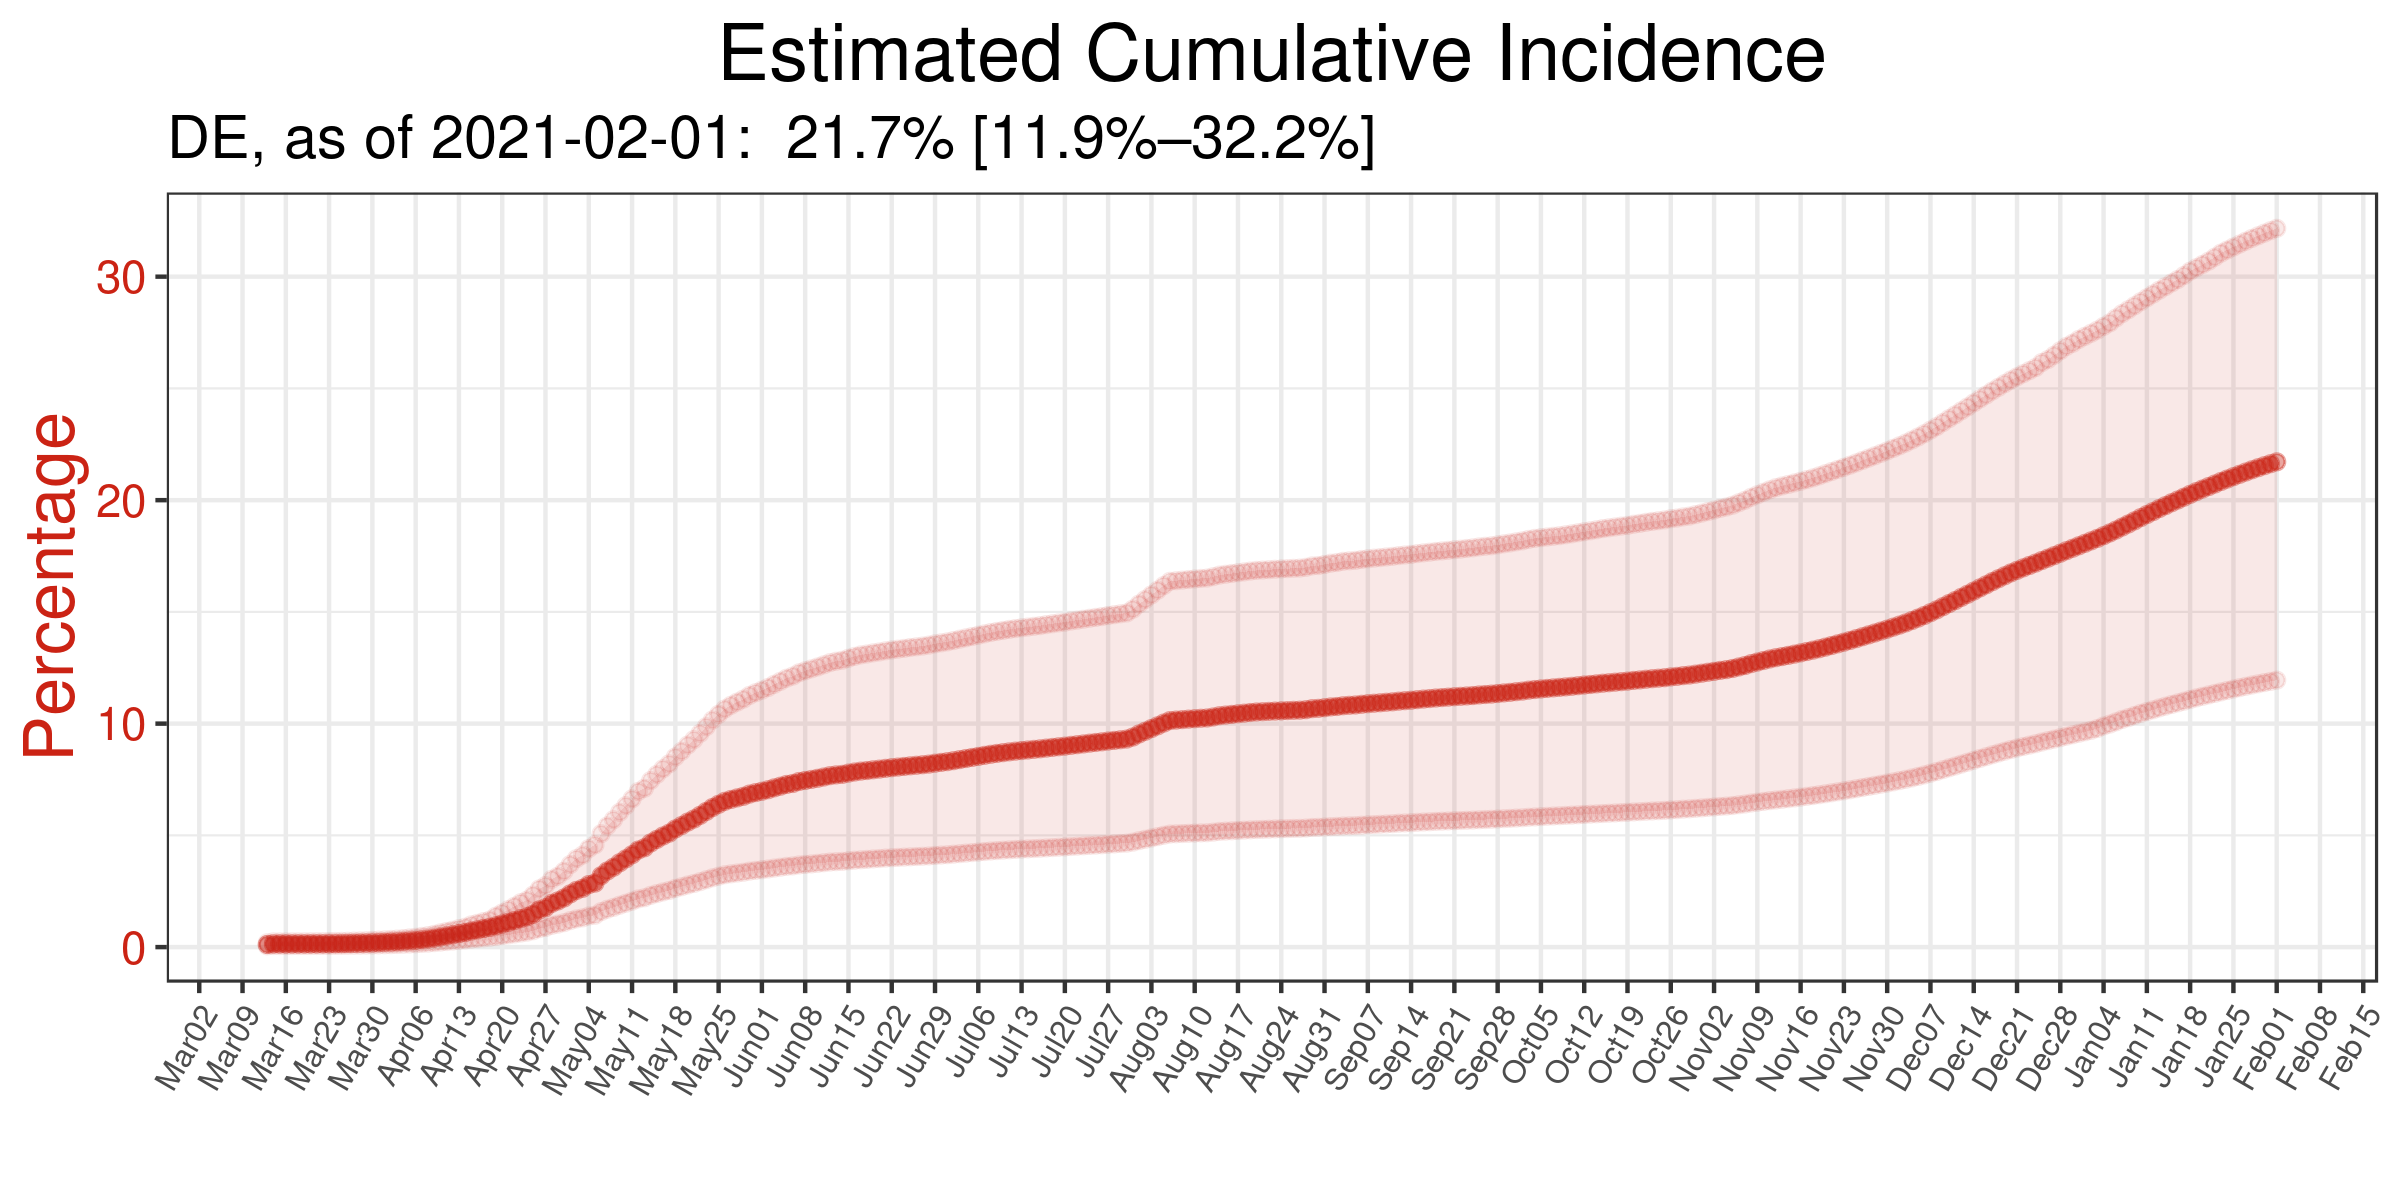 Estimated Cumulative Incidence
DE, as of 2021-02-01:  21.7% [11.9%–32.2%]
Percentage
30
20
10
0
Mar02
Mar09
Mar16
Mar23
Mar30
Apr06
Apr13
Apr20
Apr27
May04
May11
May18
May25
Jun01
Jun08
Jun15
Jun22
Jun29
Jul06
Jul13
Jul20
Jul27
Aug03
Aug10
Aug17
Aug24
Aug31
Sep07
Sep14
Sep21
Sep28
Oct05
Oct12
Oct19
Oct26
Nov02
Nov09
Nov16
Nov23
Nov30
Dec07
Dec14
Dec21
Dec28
Jan04
Jan11
Jan18
Jan25
Feb01
Feb08
Feb15